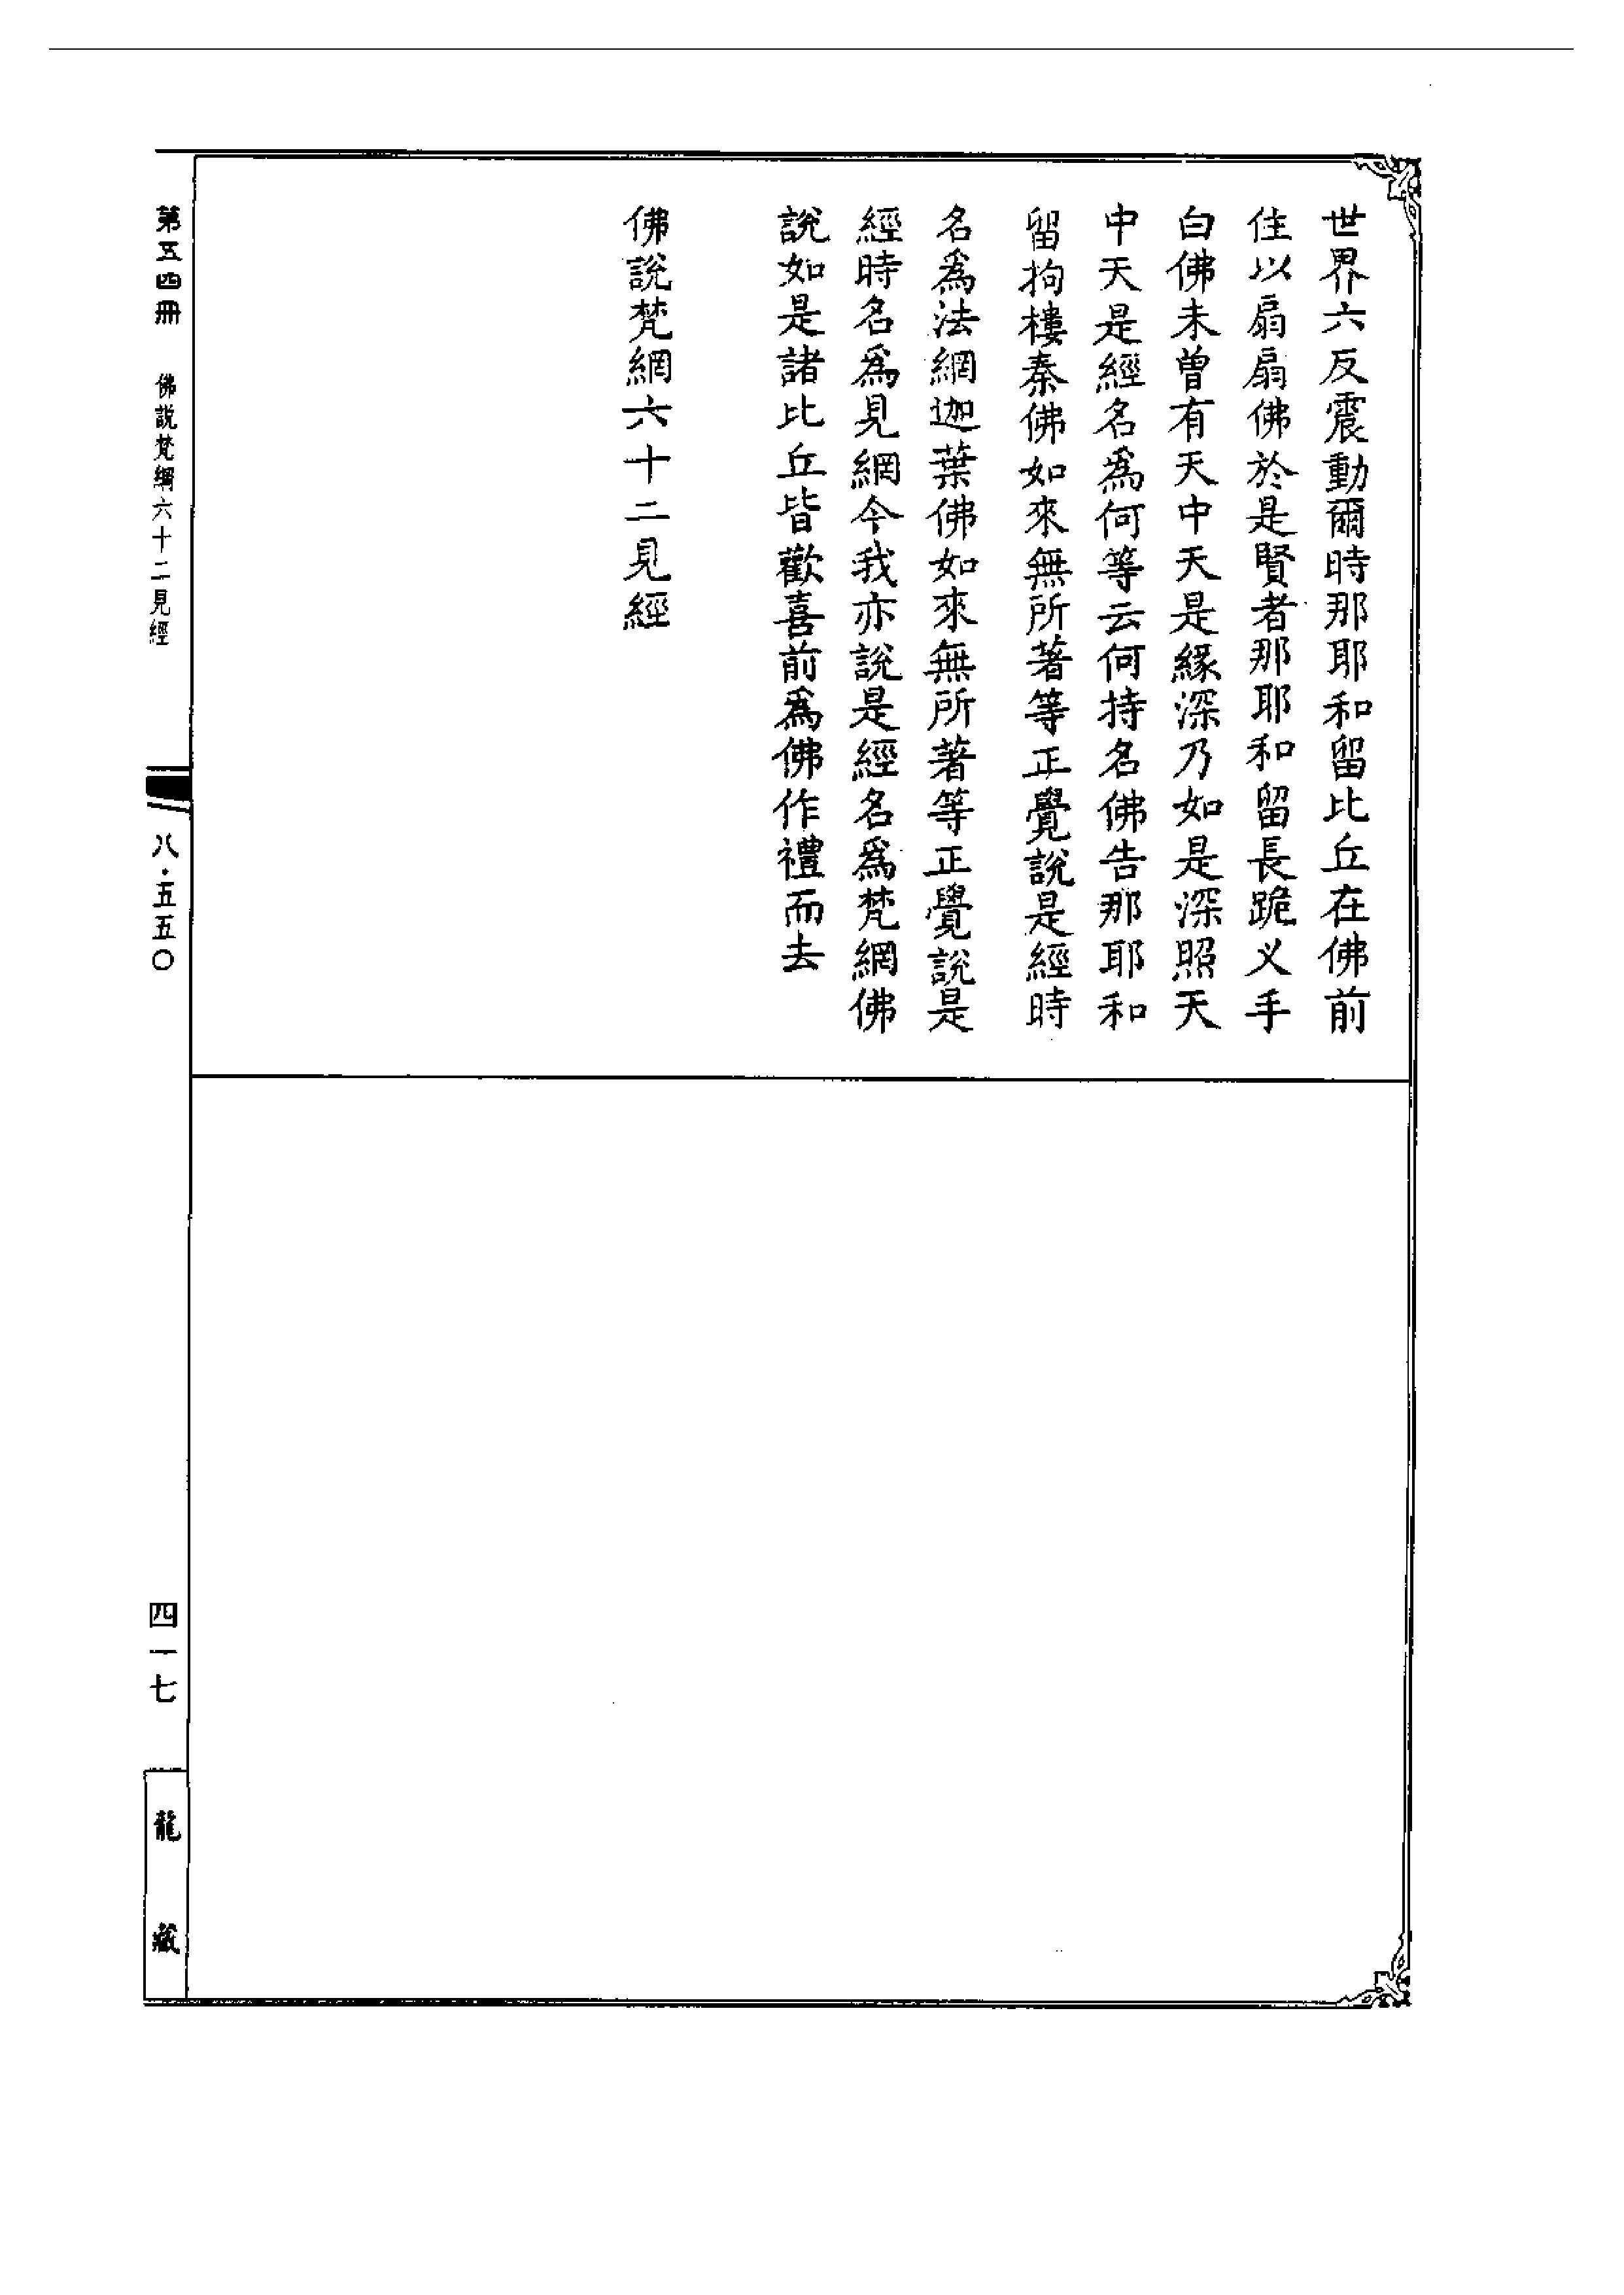 世界六反震動爾時那耶和留比丘在佛前
住以扇扇佛於是賢者那耶和留長跪义手
白佛未曾有天中天是緣深乃如是深照天
中天是經名為何等云何持名佛告那耶和
留拘樓秦佛如來無所著等正覺說是經時
名為法網迦葉佛如來無所著等正覺說是
經時名為見網今我亦說是經名為梵網佛
說如是諸比丘皆歡喜前為佛作禮而去
佛說梵網六十二見經
第五四冊 佛説梵網六十二見經 八·五五〇 四一七 龍藏